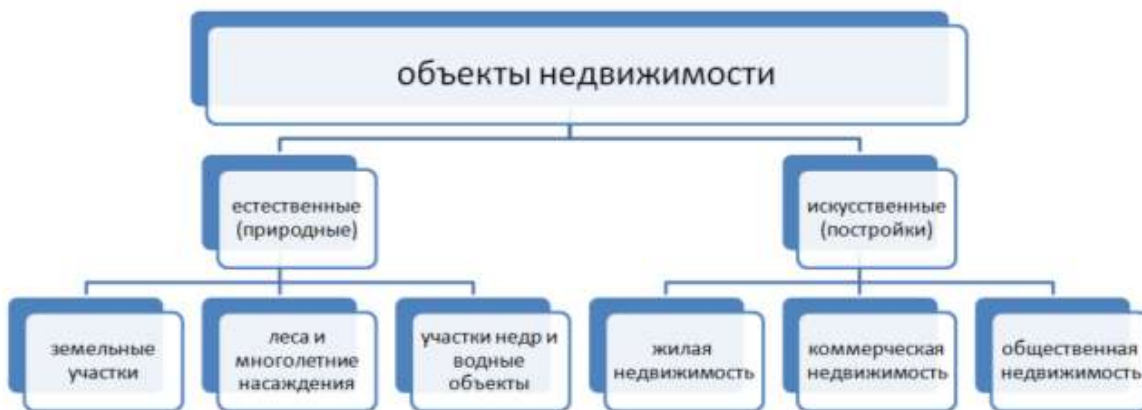 объекты недвижимости
естественные
(природные)
искусственные
(постройки)
земельные
участки
леса и
многолетние
насаждения
участки недр и
водные
объекты
жилая
недвижимость
коммерческая
недвижимость
общественная
недвижимость